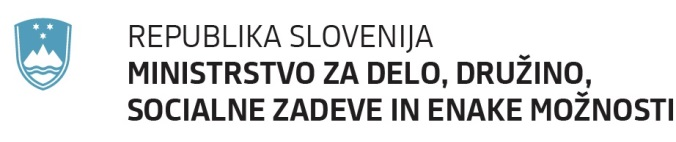 REPUBLIKA SLOVENIJA
MINISTRSTVO ZA DELO, DRUŽINO,
SOCIALNE ZADEVE IN ENAKE MOŽNOSTI